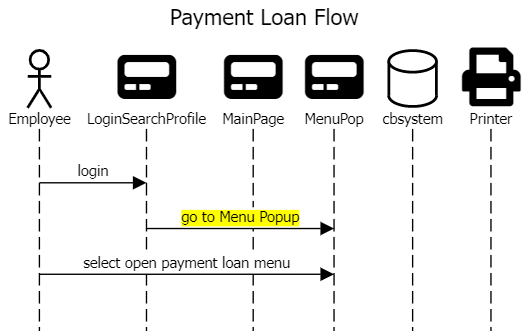 Payment Loan Flow
Employee LoginSearchProfile MainPage MenuPop cbsystem Printer
login
go to Menu Popup
select open payment loan menu